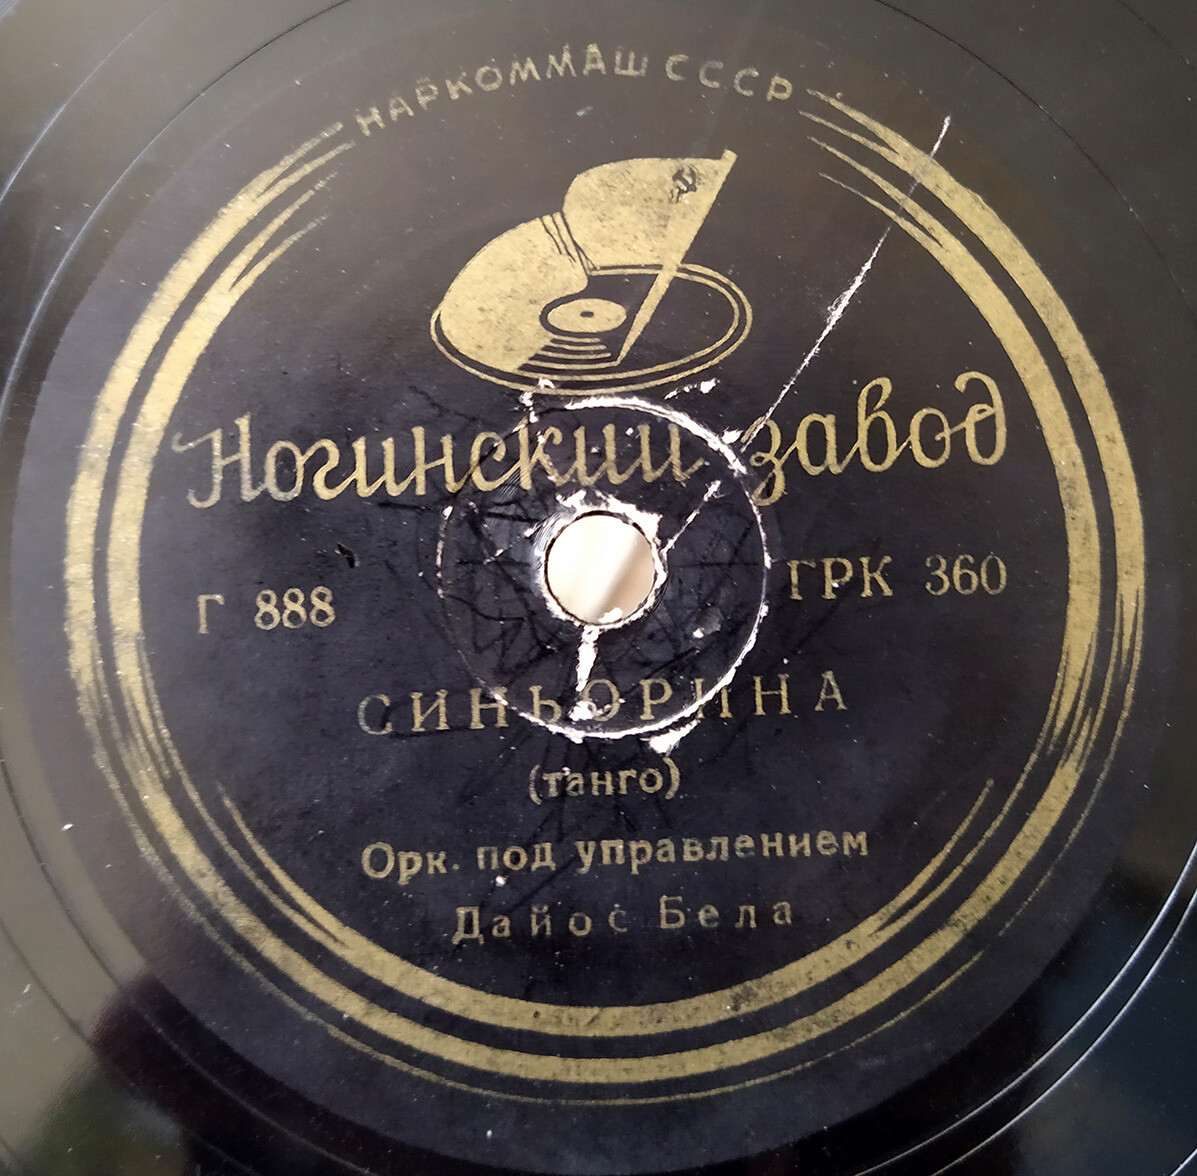 НАРКОММАШ СССР
Ногинский завод
Г 888
ГРК 360
СИНЬОРИНА
(танго)
Орк. под управлением
Дайос Бела